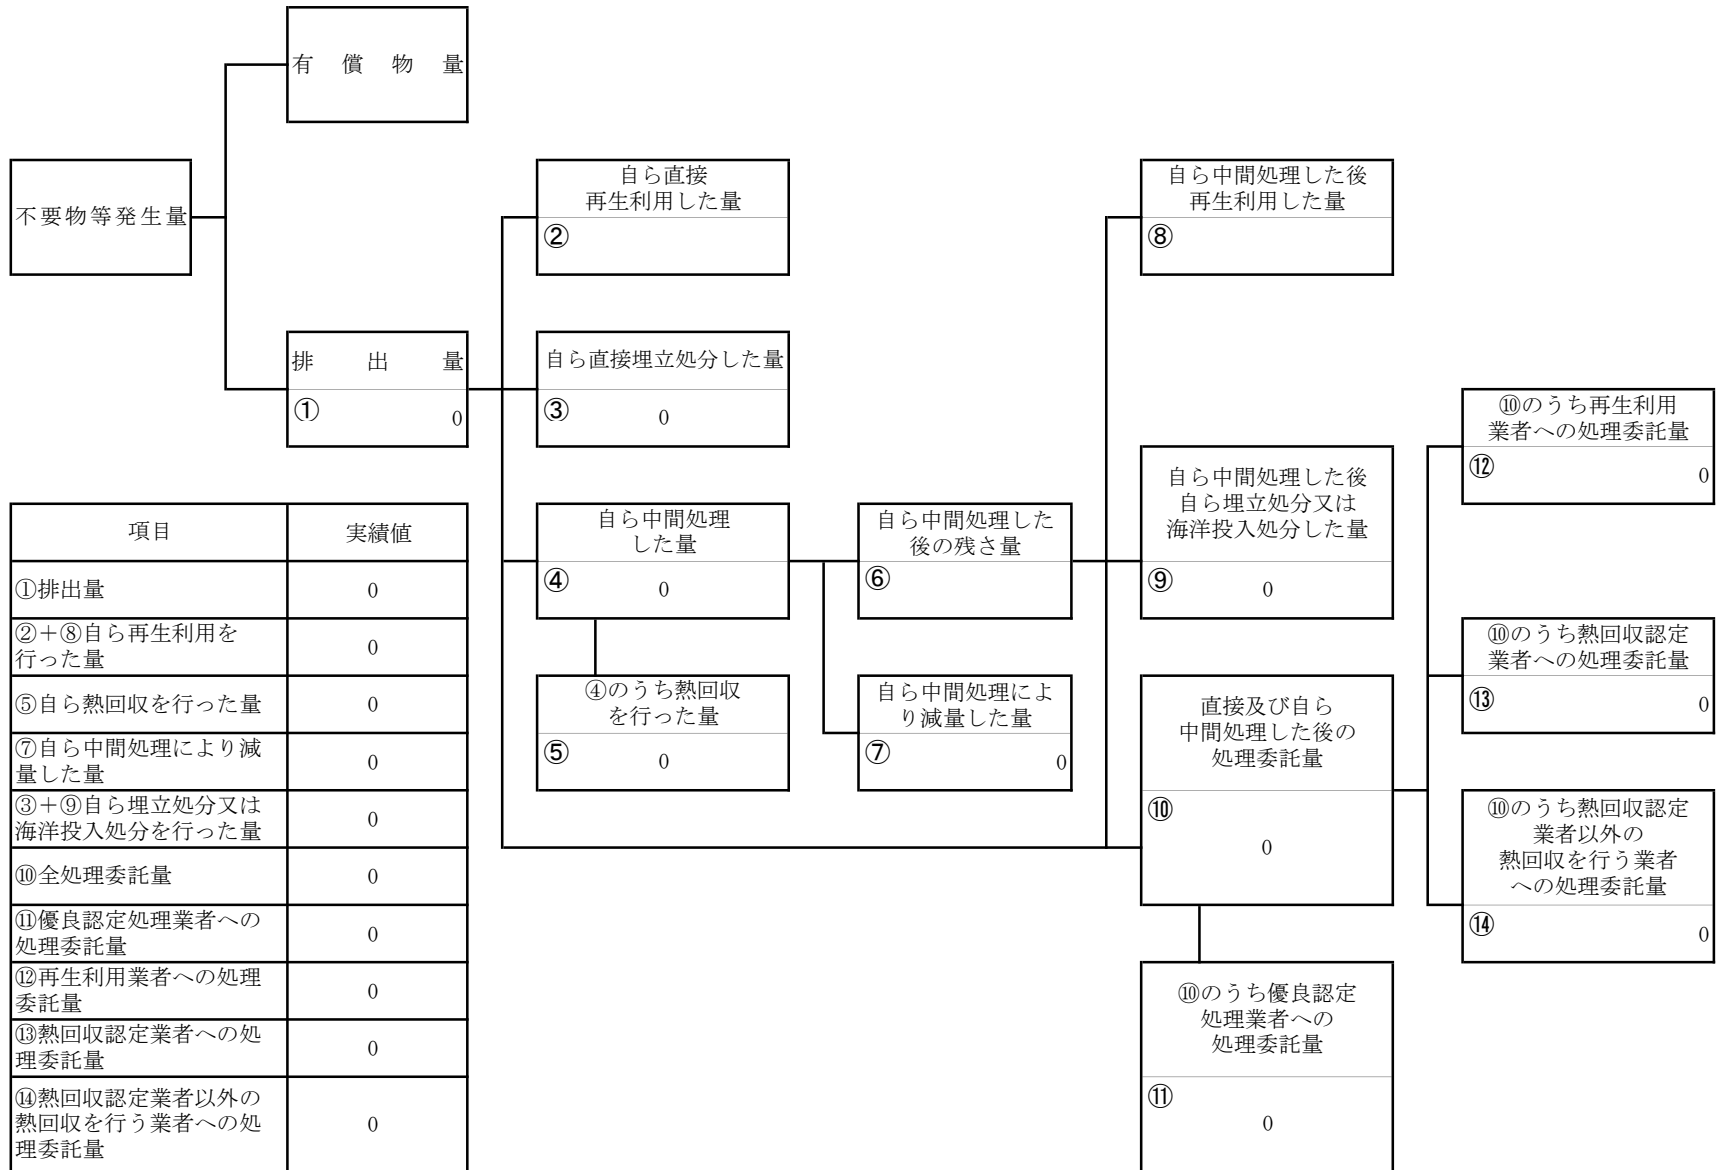 有償物量
不要物等発生量
自ら直接
再生利用した量
②
自ら中間処理した後
再生利用した量
⑧
排出量
① 0
自ら直接埋立処分した量
③ 0
⑩のうち再生利用
業者への処理委託量
⑫ 0
自ら中間処理
した量
④ 0
自ら中間処理した
後の残さ量
⑥
自ら中間処理した後
自ら埋立処分又は
海洋投入処分した量
⑨ 0
⑩のうち熱回収認定
業者への処理委託量
⑬ 0
④のうち熱回収
を行った量
⑤ 0
自ら中間処理によ
り減量した量
⑦ 0
直接及び自ら
中間処理した後の
処理委託量
⑩
0
⑩のうち熱回収認定
業者以外の
熱回収を行う業者
への処理委託量
⑭ 0
⑩のうち優良認定
処理業者への
処理委託量
⑪
0
項目 実績値
①排出量 0
②+⑧自ら再生利用を
行った量 0
⑤自ら熱回収を行った量 0
⑦自ら中間処理により減
量した量 0
③+⑨自ら埋立処分又は
海洋投入処分を行った量 0
⑩全処理委託量 0
⑪優良認定処理業者への
処理委託量 0
⑫再生利用業者への処理
委託量 0
⑬熱回収認定業者への処
理委託量 0
⑭熱回収認定業者以外の
熱回収を行う業者への処 0
理委託量